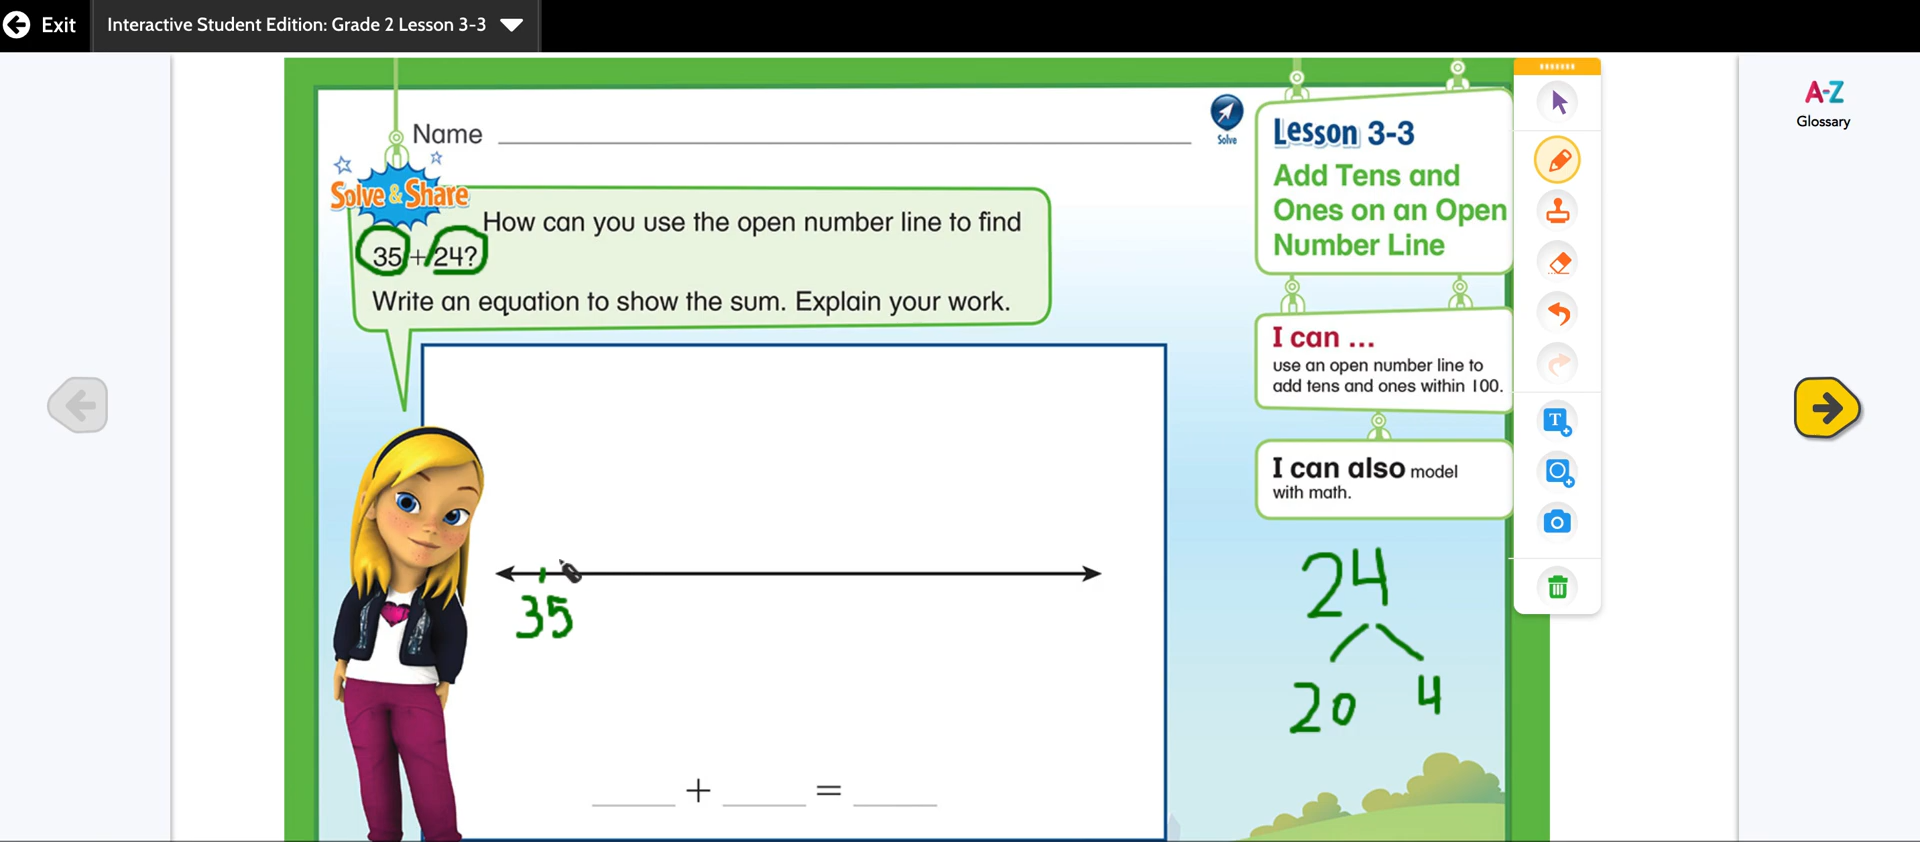 Exit
Interactive Student Edition: Grade 2 Lesson 3-3
A-Z
Glossary
Name
Solve
Solve & Share
How can you use the open number line to find
35 + 24?
Write an equation to show the sum. Explain your work.
Lesson 3-3
Add Tens and
Ones on an Open
Number Line
I can ...
use an open number line to
add tens and ones within 100.
I can also model
with math.
T
35
24
20 4
+ =